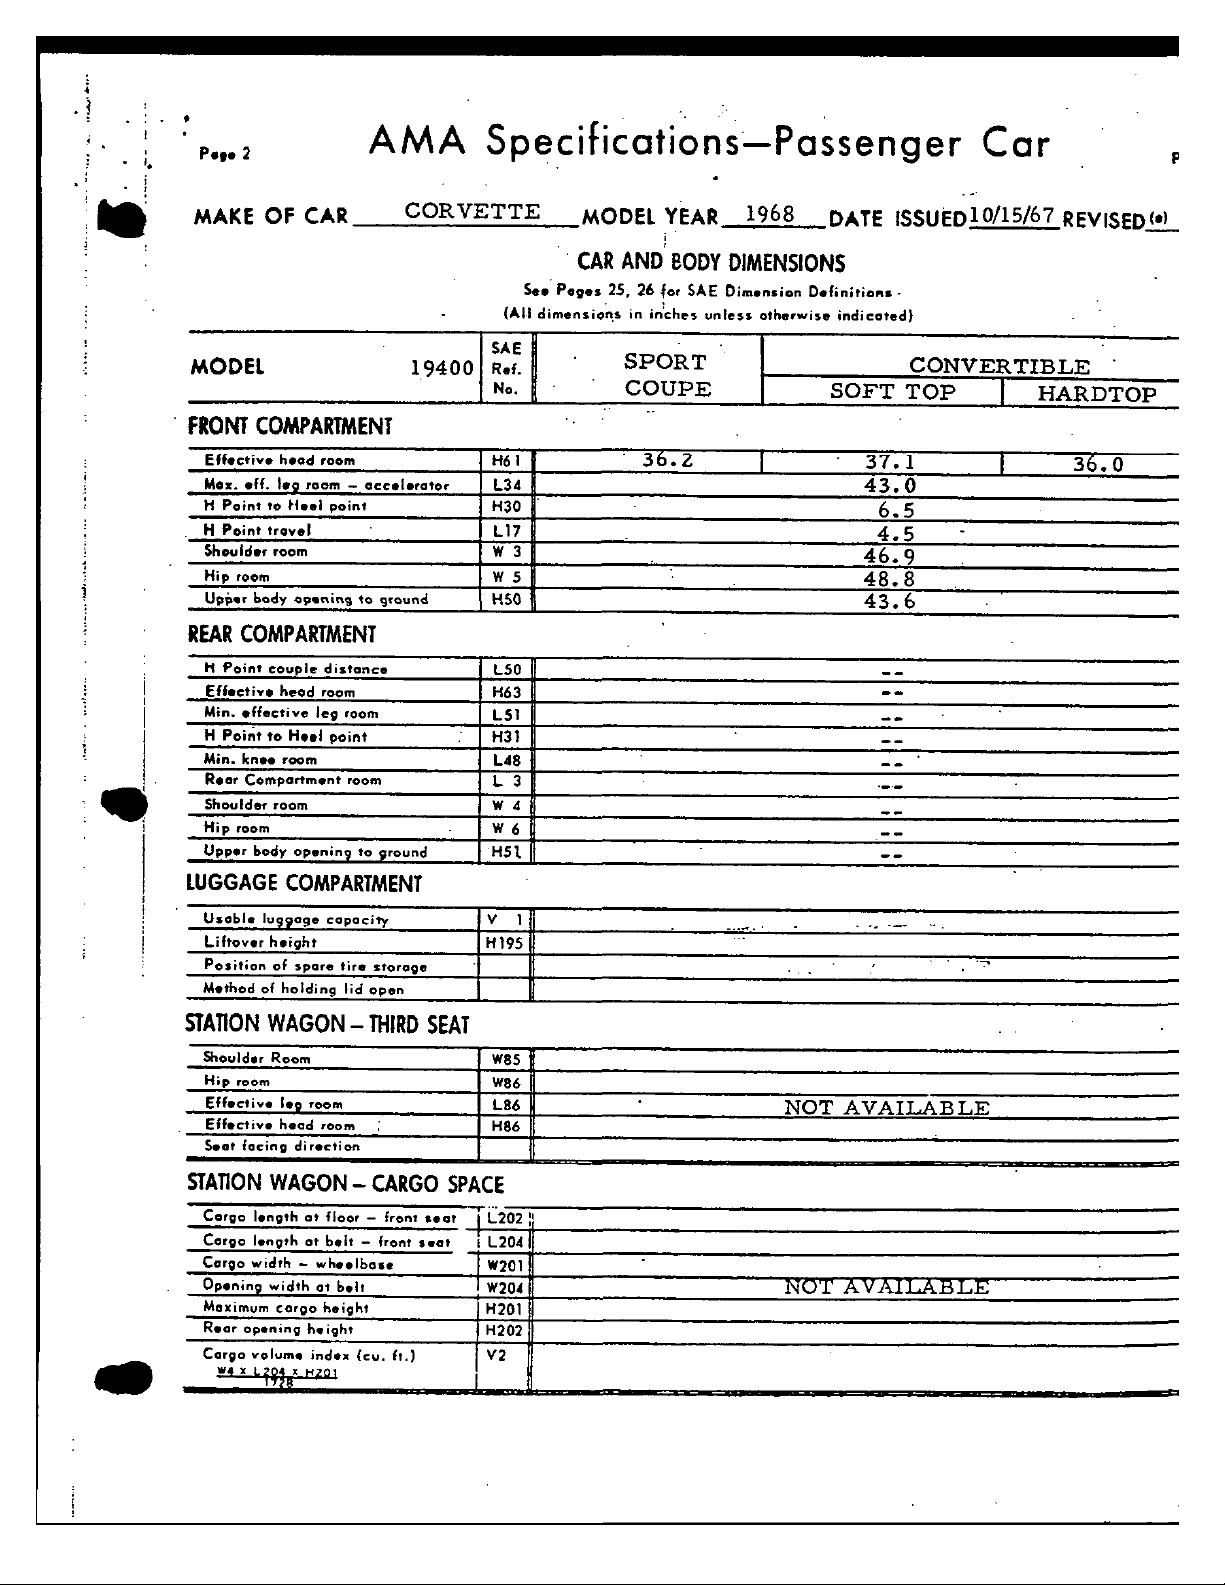 Page 2
AMA Specifications—Passenger Car
P
MAKE OF CAR CORVETTE MODEL YEAR 1968 DATE ISSUED 10/15/67 REVISED (•)
CAR AND BODY DIMENSIONS
See Pages 25, 26 for SAE Dimension Definitions
(All dimensions in inches unless otherwise indicated)
MODEL 19400 SAE Ref. No. SPORT COUPE CONVERTIBLE
SOFT TOP HARDTOP
FRONT COMPARTMENT
Effective head room H61 36.2 37.1 36.0
Max. eff. leg room – accelerator L34 43.0
H Point to Heel point H30 6.5
H Point travel L17 4.5
Shoulder room W 3 46.9
Hip room W 5 48.8
Upper body opening to ground H50 43.6
REAR COMPARTMENT
H Point couple distance L50 --
Effective head room H63 --
Min. effective leg room L51 --
H Point to Heel point H31 --
Min. knee room L48 --
Rear Compartment room L 3 --
Shoulder room W 4 --
Hip room W 6 --
Upper body opening to ground H51 --
LUGGAGE COMPARTMENT
Usable luggage capacity V 1
Liftover height H195
Position of spare tire storage
Method of holding lid open
STATION WAGON – THIRD SEAT
Shoulder Room W85
Hip room W86
Effective leg room L86 NOT AVAILABLE
Effective head room H86
Seat facing direction
STATION WAGON – CARGO SPACE
Cargo length at floor – front seat L202
Cargo length at belt – front seat L204
Cargo width – wheelbase W201
Opening width at belt W204 NOT AVAILABLE
Maximum cargo height H201
Rear opening height H202
Cargo volume index (cu. ft.) V2
W4 x L204 x H201
1728